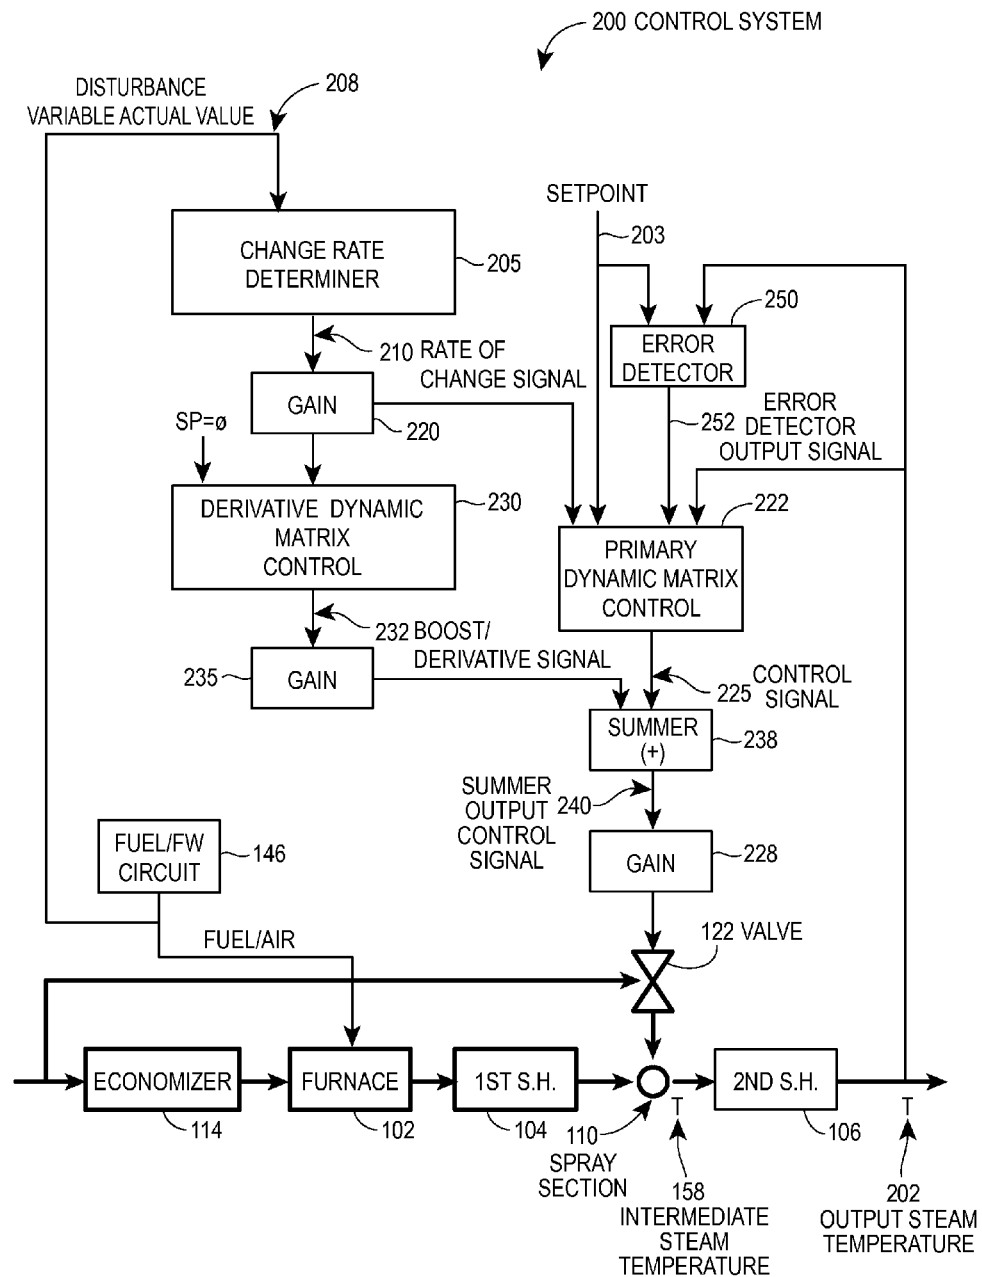 200 CONTROL SYSTEM
DISTURBANCE
VARIABLE ACTUAL VALUE
208
SETPOINT
203
CHANGE RATE
DETERMINER
205
250
ERROR
DETECTOR
210 RATE OF
CHANGE SIGNAL
GAIN
220
SP=ø
252
ERROR
DETECTOR
OUTPUT SIGNAL
DERIVATIVE DYNAMIC
MATRIX
CONTROL
230
222
PRIMARY
DYNAMIC MATRIX
CONTROL
232 BOOST/
DERIVATIVE SIGNAL
235
GAIN
225
CONTROL
SIGNAL
SUMMER
(+)
238
SUMMER
OUTPUT
CONTROL
SIGNAL
240
FUEL/FW
CIRCUIT
146
GAIN
228
FUEL/AIR
122 VALVE
ECONOMIZER
FURNACE
1ST S.H.
2ND S.H.
T
T
114
102
104
110
SPRAY
SECTION
106
158
INTERMEDIATE
STEAM
TEMPERATURE
202
OUTPUT STEAM
TEMPERATURE